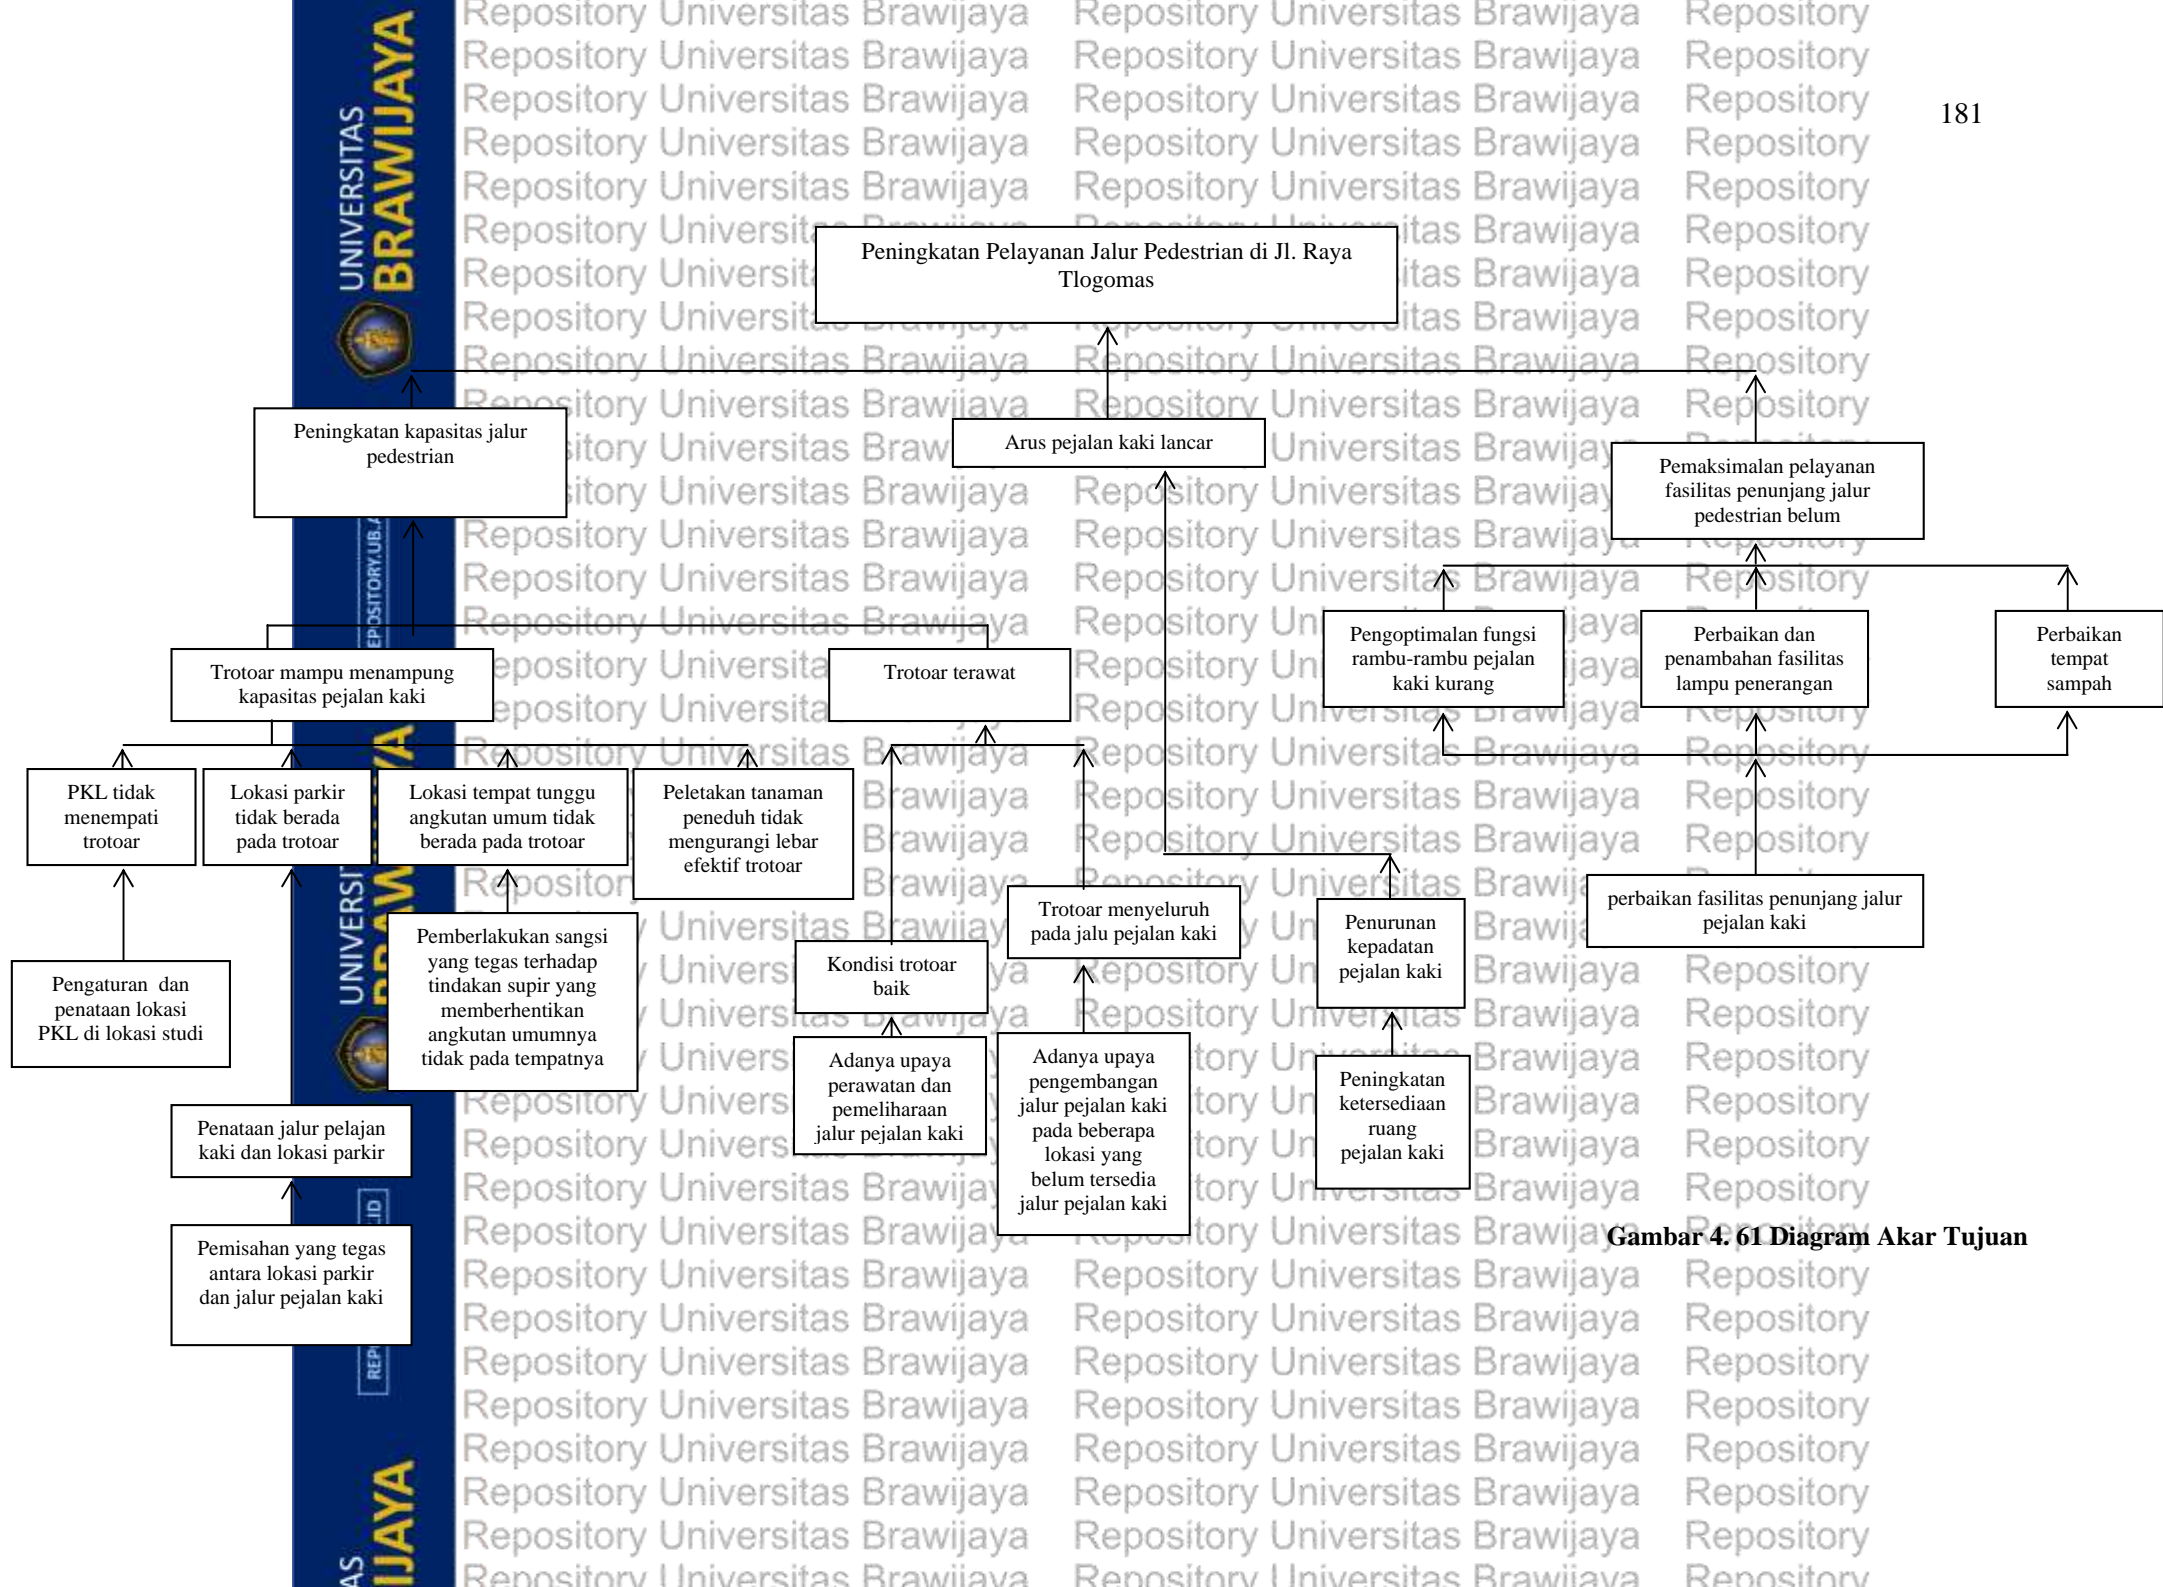 181
Peningkatan Pelayanan Jalur Pedestrian di Jl. Raya
Tlogomas
Peningkatan kapasitas jalur
pedestrian
Arus pejalan kaki lancar
Pemaksimalan pelayanan
fasilitas penunjang jalur
pedestrian belum
Trotoar mampu menampung
kapasitas pejalan kaki
Trotoar terawat
Pengoptimalan fungsi
rambu-rambu pejalan
kaki kurang
Perbaikan dan
penambahan fasilitas
lampu penerangan
Perbaikan
tempat
sampah
PKL tidak
menempati
trotoar
Lokasi parkir
tidak berada
pada trotoar
Lokasi tempat tunggu
angkutan umum tidak
berada pada trotoar
Peletakan tanaman
peneduh tidak
mengurangi lebar
efektif trotoar
Kondisi trotoar
baik
Trotoar menyeluruh
pada jalu pejalan kaki
Penurunan
kepadatan
pejalan kaki
perbaikan fasilitas penunjang jalur
pejalan kaki
Pengaturan  dan
penataan lokasi
PKL di lokasi studi
Pemberlakukan sangsi
yang tegas terhadap
tindakan supir yang
memberhentikan
angkutan umumnya
tidak pada tempatnya
Adanya upaya
perawatan dan
pemeliharaan
jalur pejalan kaki
Adanya upaya
pengembangan
jalur pejalan kaki
pada beberapa
lokasi yang
belum tersedia
jalur pejalan kaki
Peningkatan
ketersediaan
ruang
pejalan kaki
Penataan jalur pelajan
kaki dan lokasi parkir
Pemisahan yang tegas
antara lokasi parkir
dan jalur pejalan kaki
Gambar 4. 61 Diagram Akar Tujuan
UNIVERSITAS
BRAWIJAYA
Repository Universitas Brawijaya